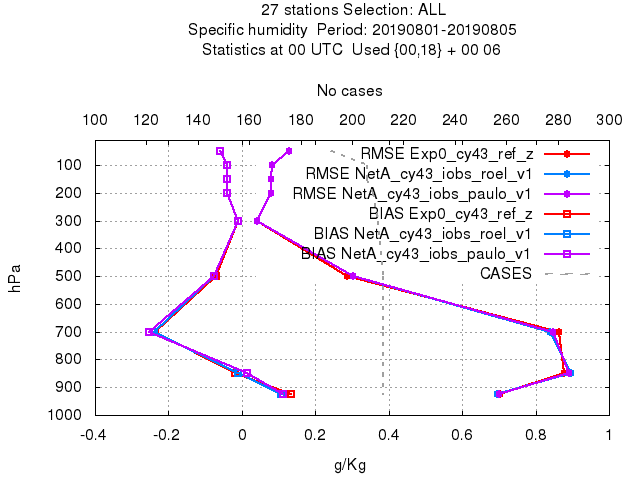 27 stations Selection: ALL
Specific humidity  Period: 20190801-20190805
Statistics at 00 UTC  Used {00,18} + 00 06
No cases
100 120 140 160 180 200 220 240 260 280 300
RMSE Exp0_cy43_ref_z
RMSE NetA_cy43_iobs_roel_v1
RMSE NetA_cy43_iobs_paulo_v1
BIAS Exp0_cy43_ref_z
BIAS NetA_cy43_iobs_roel_v1
BIAS NetA_cy43_iobs_paulo_v1
CASES
hPa
100
200
300
400
500
600
700
800
900
1000
-0.4 -0.2 0 0.2 0.4 0.6 0.8 1
g/Kg